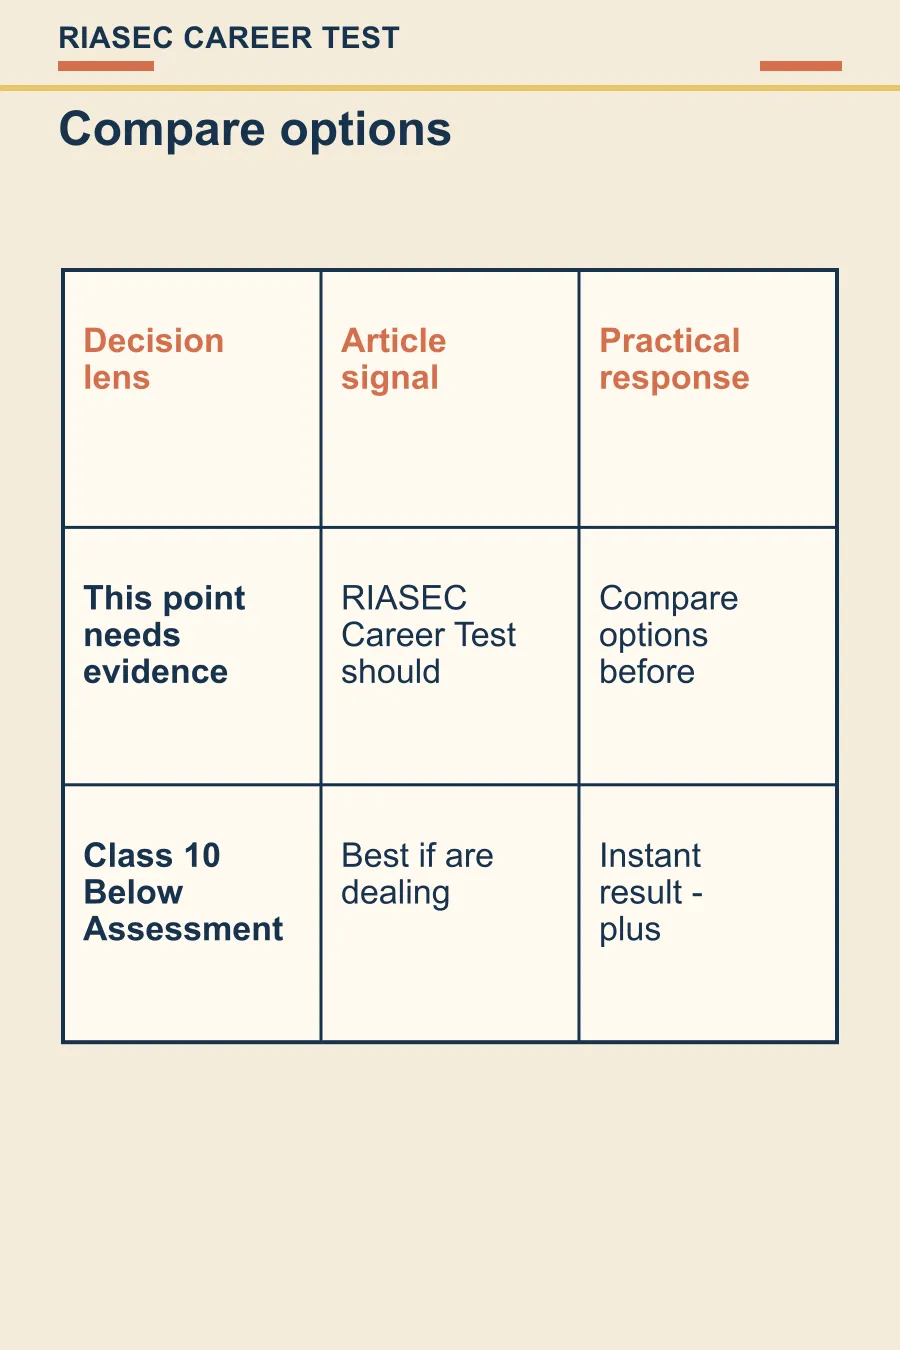 RIASEC CAREER TEST
Compare options
Decision
lens
Article
signal
Practical
response
This point
needs
evidence
RIASEC
Career Test
should
Compare
options
before
Class 10
Below
Assessment
Best if are
dealing
Instant
result -
plus